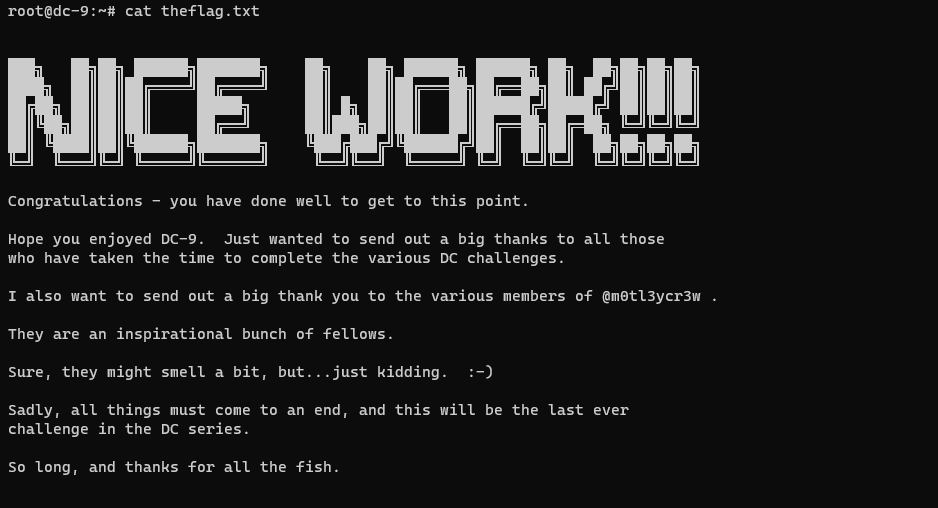 root@dc-9:~# cat theflag.txt
NICE WORK!!!
Congratulations - you have done well to get to this point.
Hope you enjoyed DC-9.  Just wanted to send out a big thanks to all those
who have taken the time to complete the various DC challenges.
I also want to send out a big thank you to the various members of @m0tl3ycr3w .
They are an inspirational bunch of fellows.
Sure, they might smell a bit, but...just kidding.  :-)
Sadly, all things must come to an end, and this will be the last ever
challenge in the DC series.
So long, and thanks for all the fish.